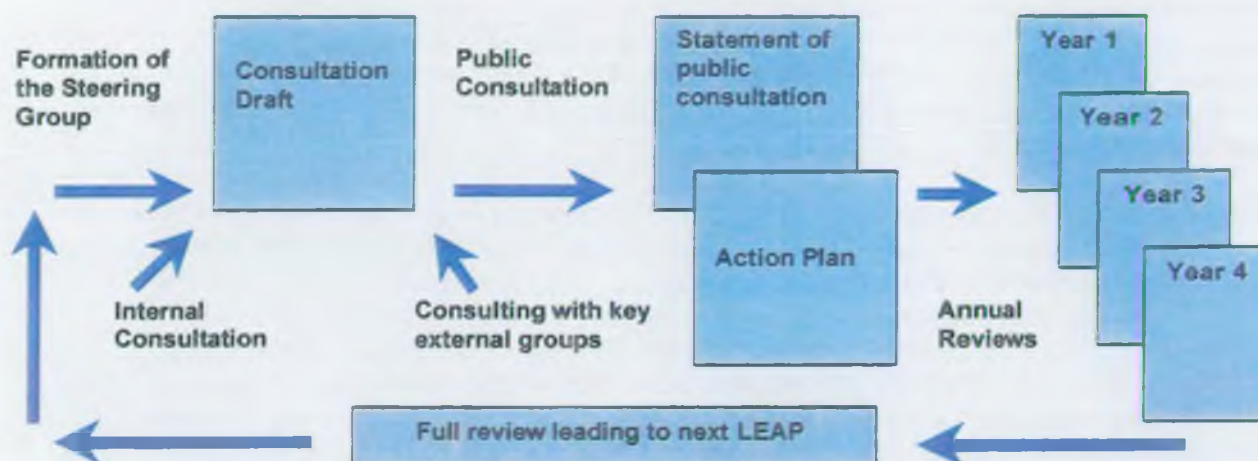 Formation of
the Steering
Group
Consultation
Draft
Public
Consultation
Statement of
public
consultation
Action Plan
Year 1
Year 2
Year 3
Year 4
Internal
Consultation
Consulting with key
external groups
Annual
Reviews
Full review leading to next LEAP